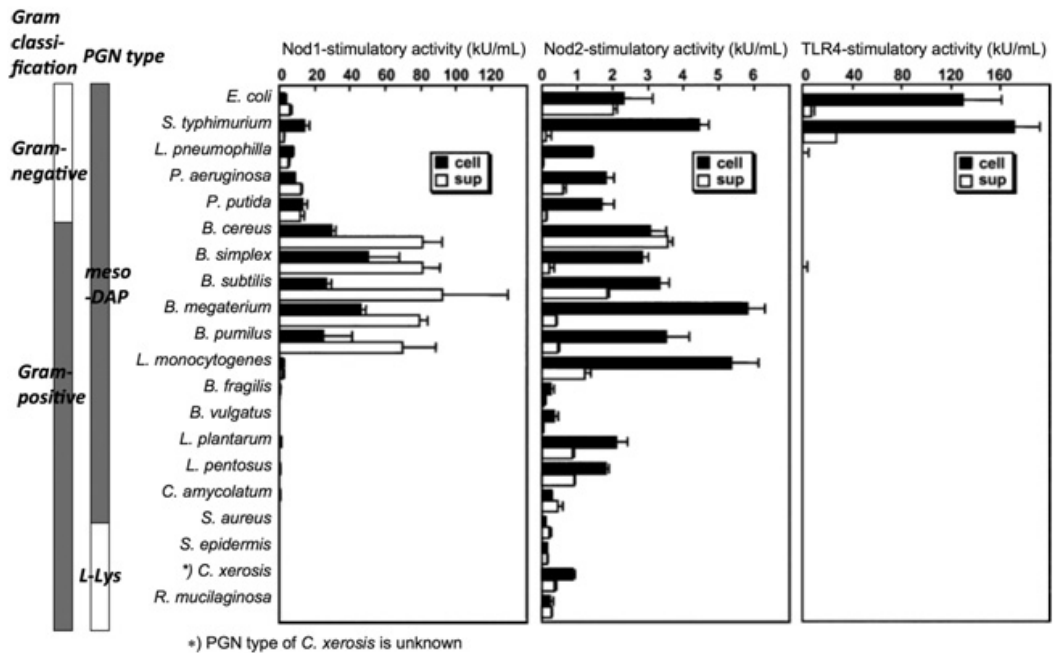 Gram
classi-
fication
PGN type
Nod1-stimulatory activity (kU/mL)
Nod2-stimulatory activity (kU/mL)
TLR4-stimulatory activity (kU/mL)
0 20 40 60 80 100 120
0 1 2 3 4 5 6
0 40 80 120 160
E. coli
S. typhimurium
L. pneumophilla
P. aeruginosa
P. putida
B. cereus
B. simplex
B. subtilis
B. megaterium
B. pumilus
L. monocytogenes
B. fragilis
B. vulgatus
L. plantarum
L. pentosus
C. amycolatum
S. aureus
S. epidermis
*) C. xerosis
R. mucilaginosa
Gram-
negative
Gram-
positive
meso
-DAP
L-Lys
cell
sup
cell
sup
cell
sup
*) PGN type of C. xerosis is unknown